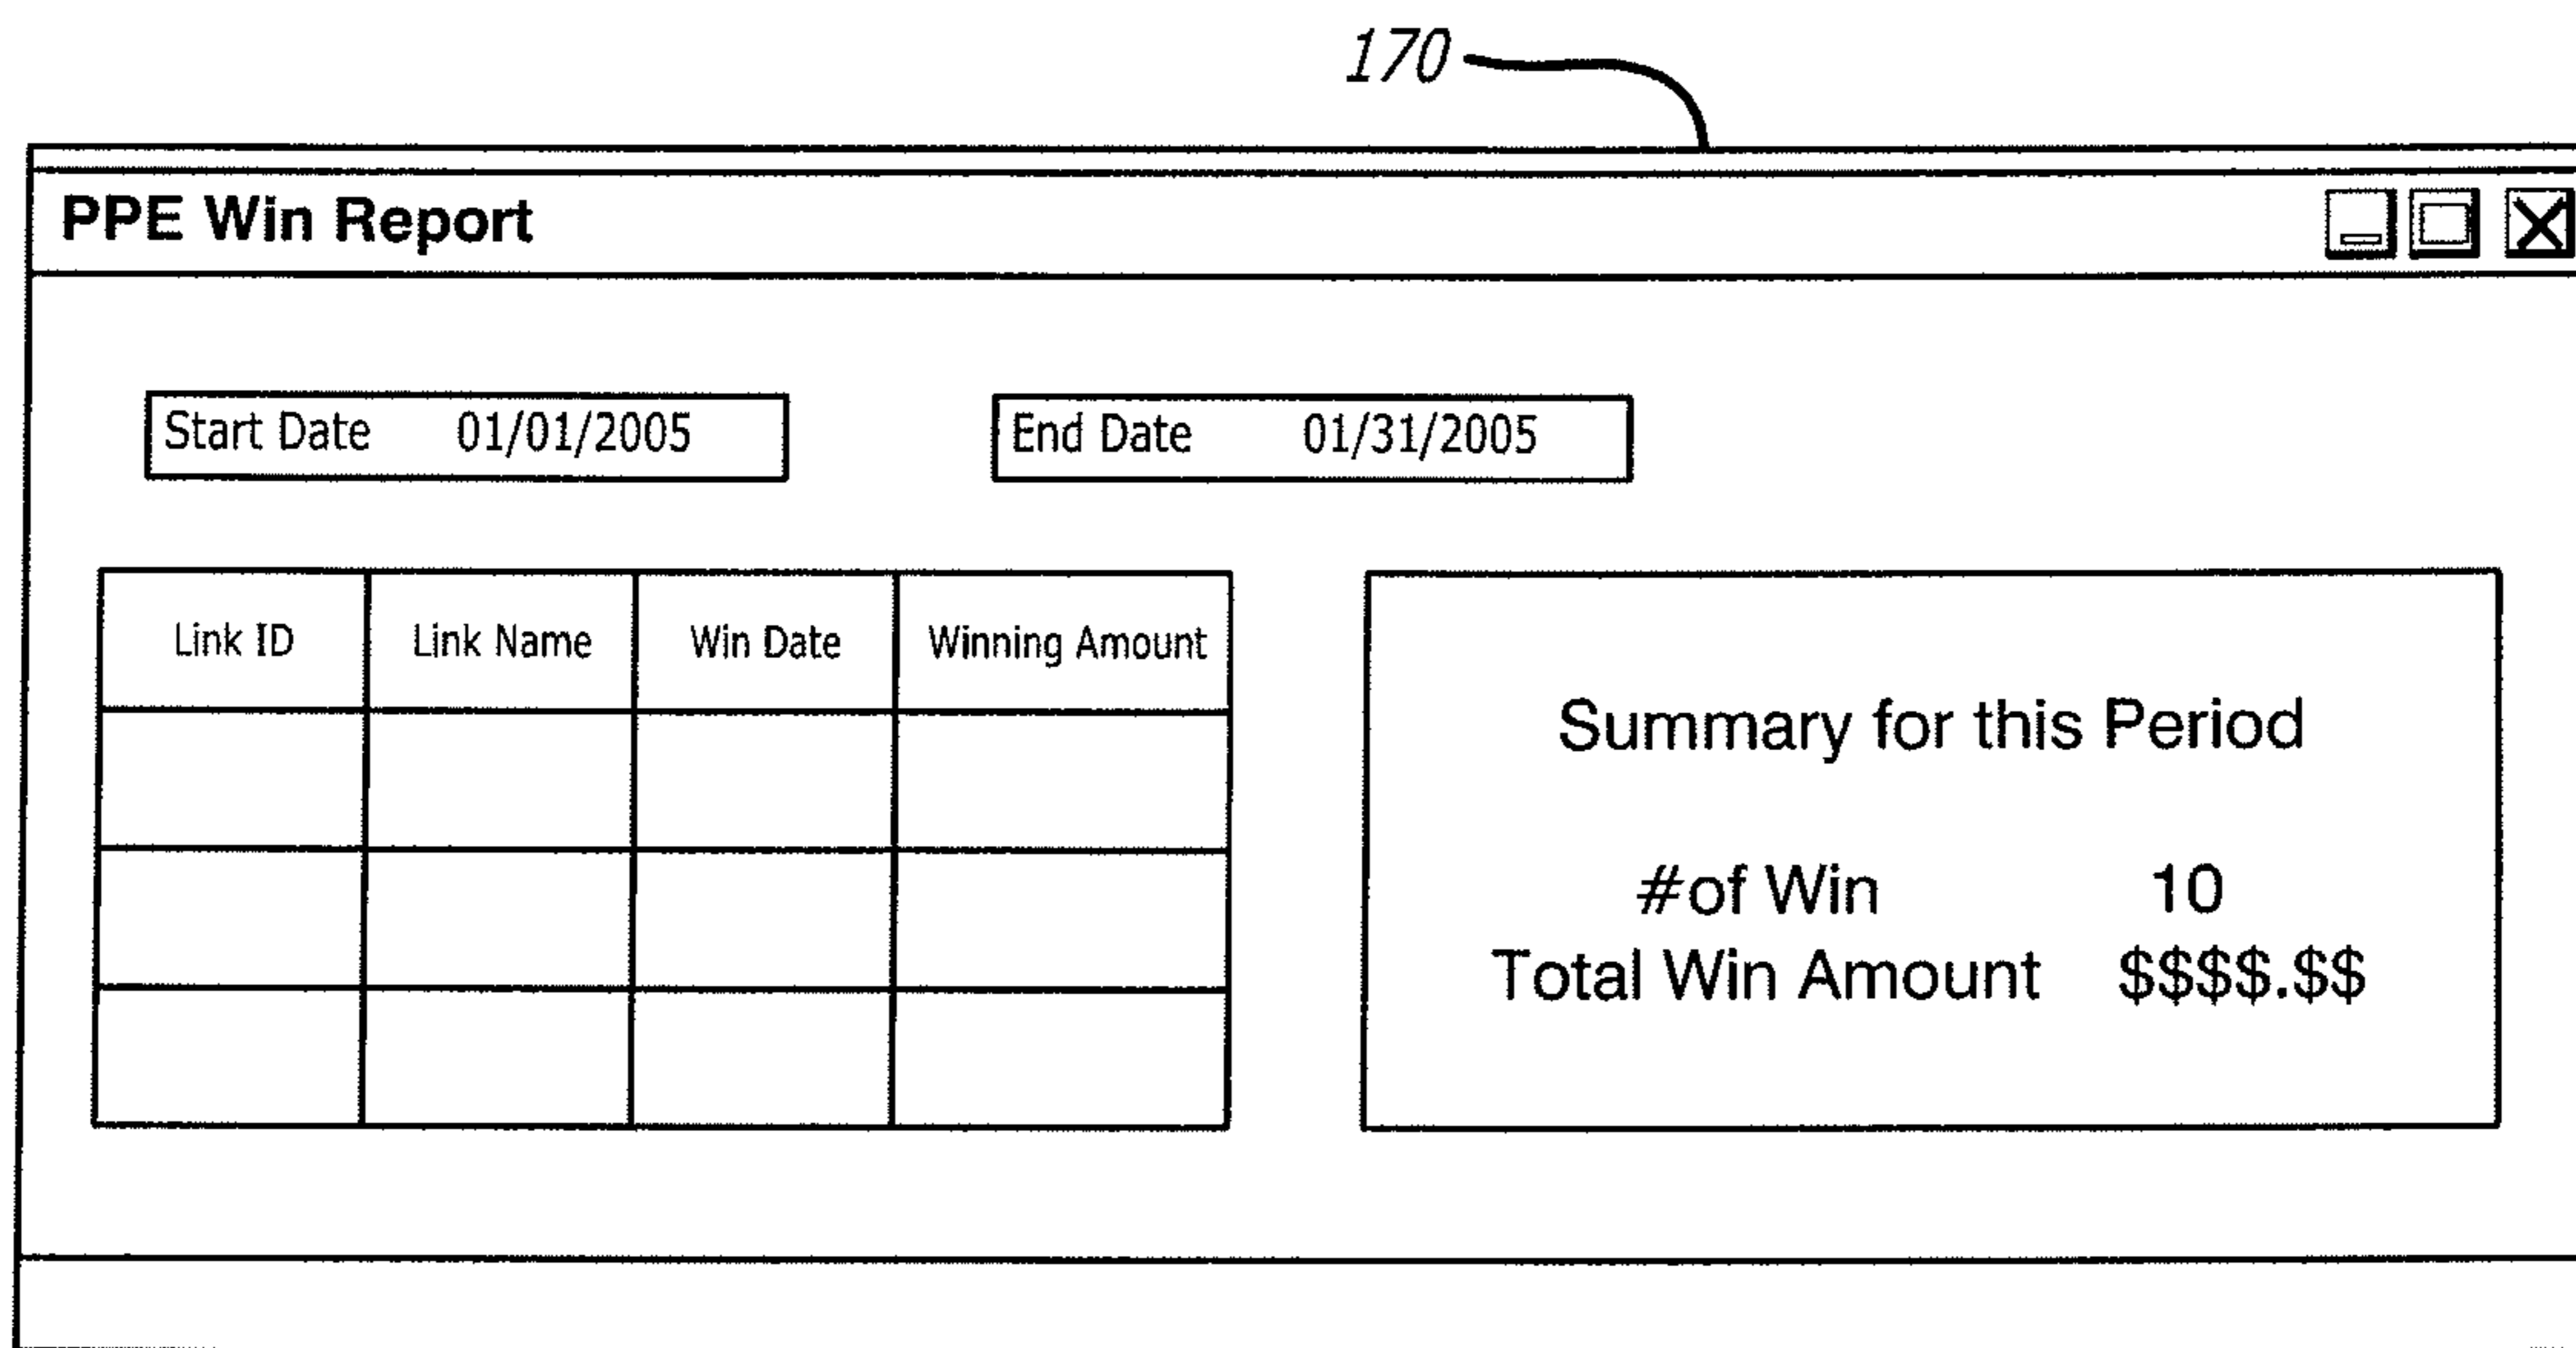 170
PPE Win Report
Start Date 01/01/2005 End Date 01/31/2005
Link ID Link Name Win Date Winning Amount
Summary for this Period
#of Win 10
Total Win Amount $$$$.$$